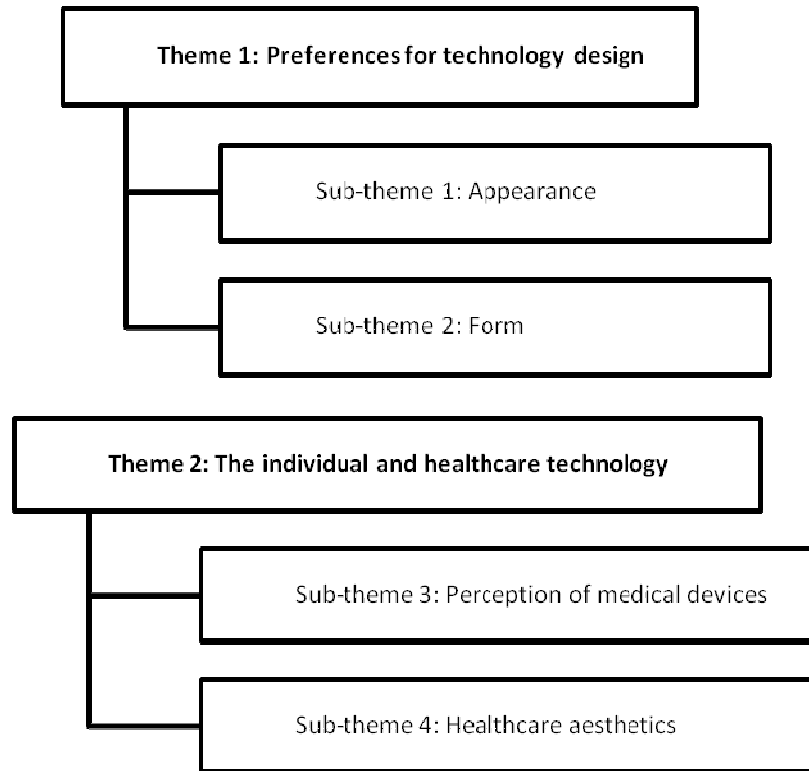 Theme 1: Preferences for technology design
Sub-theme 1: Appearance
Sub-theme 2: Form
Theme 2: The individual and healthcare technology
Sub-theme 3: Perception of medical devices
Sub-theme 4: Healthcare aesthetics